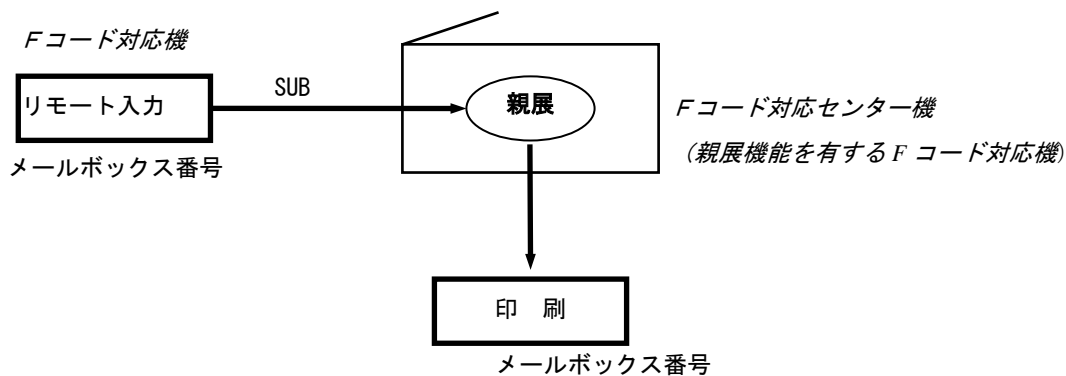 Fコード対応機
リモート入力
SUB
メールボックス番号
親展
Fコード対応センター機
(親展機能を有するF コード対応機)
印 刷
メールボックス番号